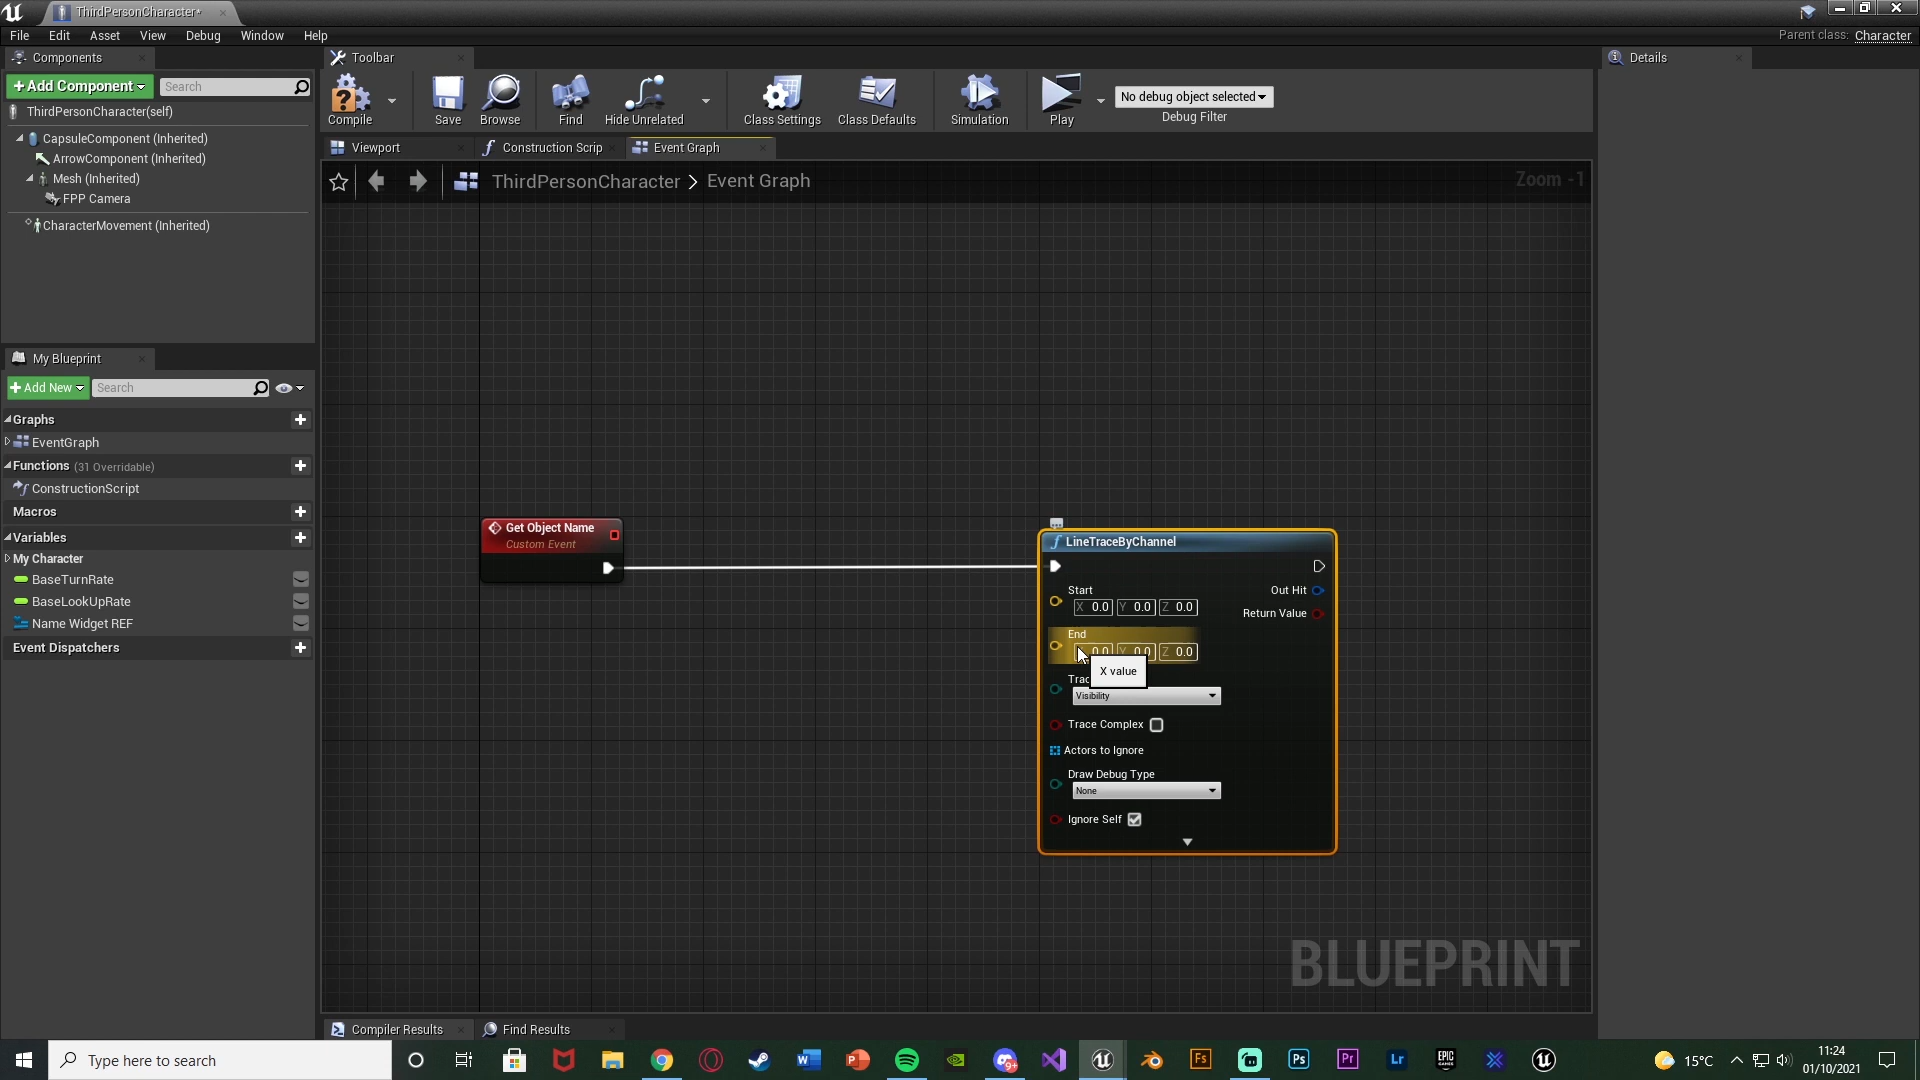 ThirdPersonCharacter*
File Edit Asset View Debug Window Help
Parent class: Character
Components
Toolbar
Details
+Add Component
Search
Compile
Save
Browse
Find
Hide Unrelated
Class Settings
Class Defaults
Simulation
Play
No debug object selected
Debug Filter
ThirdPersonCharacter(self)
CapsuleComponent (Inherited)
ArrowComponent (Inherited)
Mesh (Inherited)
FPP Camera
CharacterMovement (Inherited)
Viewport
Construction Scrip
Event Graph
ThirdPersonCharacter > Event Graph
Zoom -1
My Blueprint
+Add New
Search
Graphs
EventGraph
Functions (31 Overridable)
ConstructionScript
Macros
Variables
My Character
BaseTurnRate
BaseLookUpRate
Name Widget REF
Event Dispatchers
Get Object Name
Custom Event
LineTraceByChannel
Start
X 0.0 Y 0.0 Z 0.0
Out Hit
Return Value
End
0.0 Y 0.0 Z 0.0
X value
Trac
Visibility
Trace Complex
Actors to Ignore
Draw Debug Type
None
Ignore Self
BLUEPRINT
Compiler Results
Find Results
Type here to search
15°C
11:24
01/10/2021